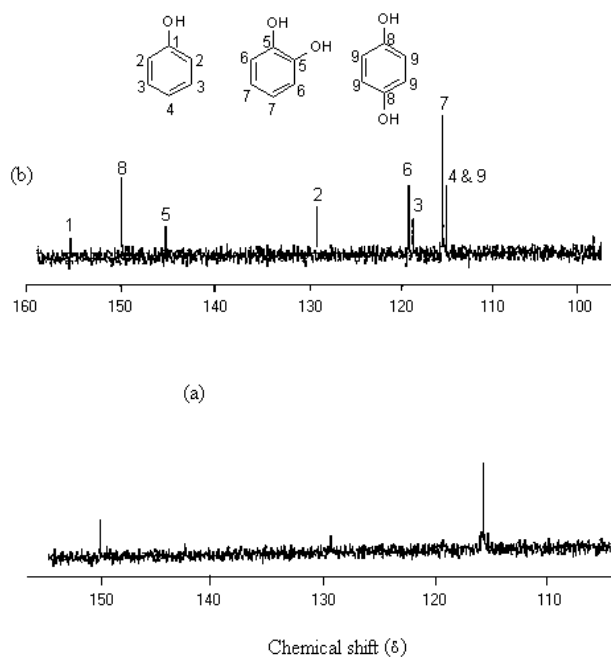 OH OH OH
1 5 OH 8
2 2 6 5 9 9
3 3 7 6 9 9
4 7 8
OH
7
(b) 8 6 4 & 9
2
1 5 3
160 150 140 130 120 110 100
(a)
150 140 130 120 110
Chemical shift (δ)